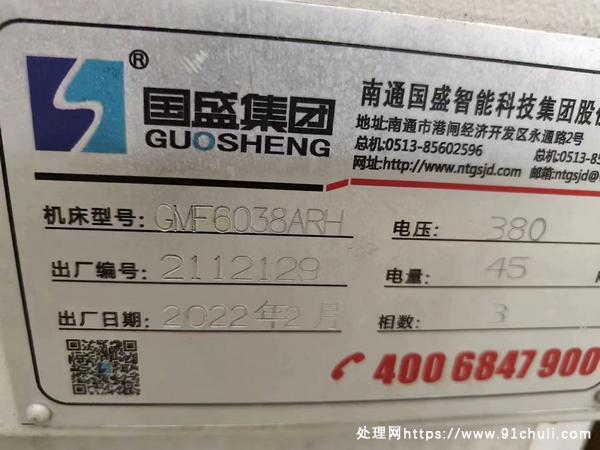 ®
国盛集团
GUOSHENG
南通国盛智能科技集团股份
地址:南通市港闸经济开发区永通路2号
总机:0513-85602596 总机:0513-85
网址:http://www.ntgsjd.com 邮箱:ntgsjd@
机床型号: GMF6038ARH 电压: 380
出厂编号: 2112129 电量: 45
出厂日期: 2022年2月 相数: 3
400 6847 900
处理网https://www.91chuli.com/